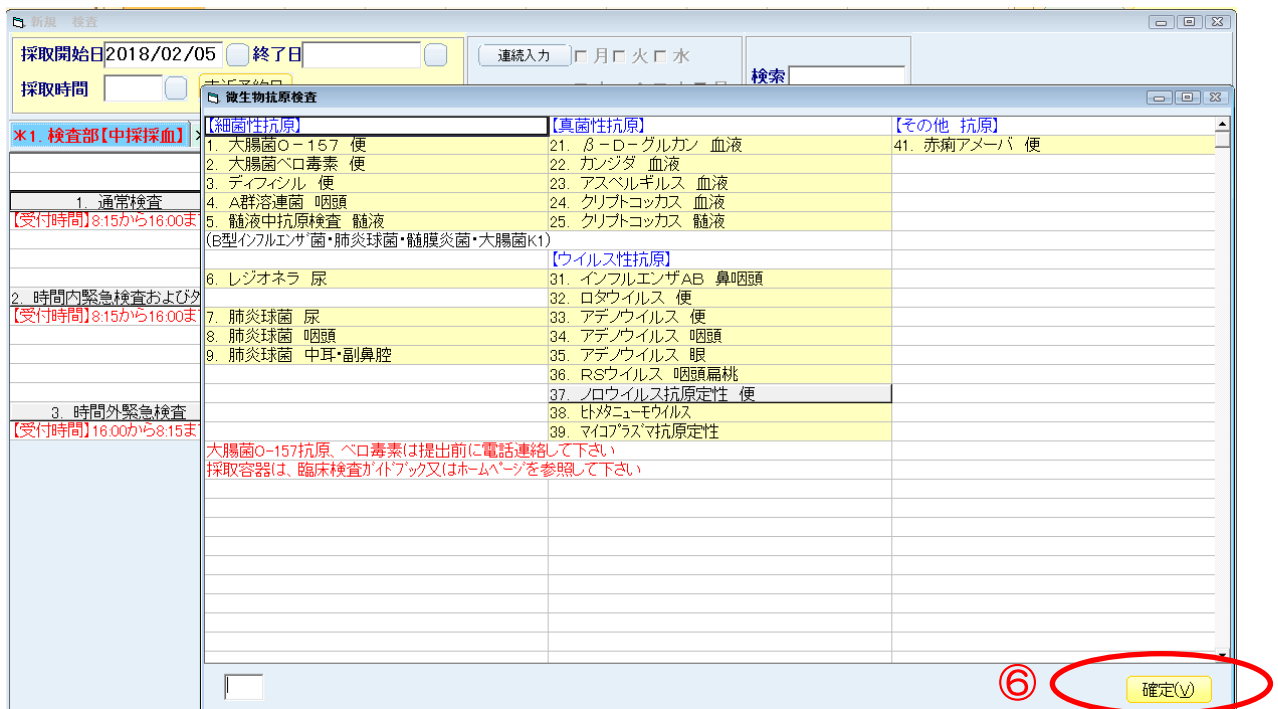 新規 検査
採取開始日 2018/02/05 終了日
連続入力 月 火 水
採取時間
検索
微生物抗原検査
*1. 検査部【中採採血】
1. 通常検査
【受付時間】8:15から16:00ま
2. 時間内緊急検査および
【受付時間】8:15から16:00ま
3. 時間外緊急検査
【受付時間】16:00から8:15ま
【細菌性抗原】
1. 大腸菌O-157 便
2. 大腸菌ベロ毒素 便
3. ディフィシル 便
4. A群溶連菌 咽頭
5. 髄液中抗原検査 髄液
(B型インフルエンザ菌・肺炎球菌・髄膜炎菌・大腸菌K1)
6. レジオネラ 尿
7. 肺炎球菌 尿
8. 肺炎球菌 咽頭
9. 肺炎球菌 中耳・副鼻腔
大腸菌O-157抗原、ベロ毒素は提出前に電話連絡して下さい
採取容器は、臨床検査ガイドブック又はホームページを参照して下さい
【真菌性抗原】
21. β-D-グルカン 血液
22. カンジダ 血液
23. アスペルギルス 血液
24. クリプトコッカス 血液
25. クリプトコッカス 髄液
【ウイルス性抗原】
31. インフルエンザAB 鼻咽頭
32. ロタウイルス 便
33. アデノウイルス 便
34. アデノウイルス 咽頭
35. アデノウイルス 眼
36. RSウイルス 咽頭扁桃
37. ノロウイルス抗原定性 便
38. ヒトメタニューモウイルス
39. マイコプラズマ抗原定性
【その他 抗原】
41. 赤痢アメーバ 便
⑥
確定(v)